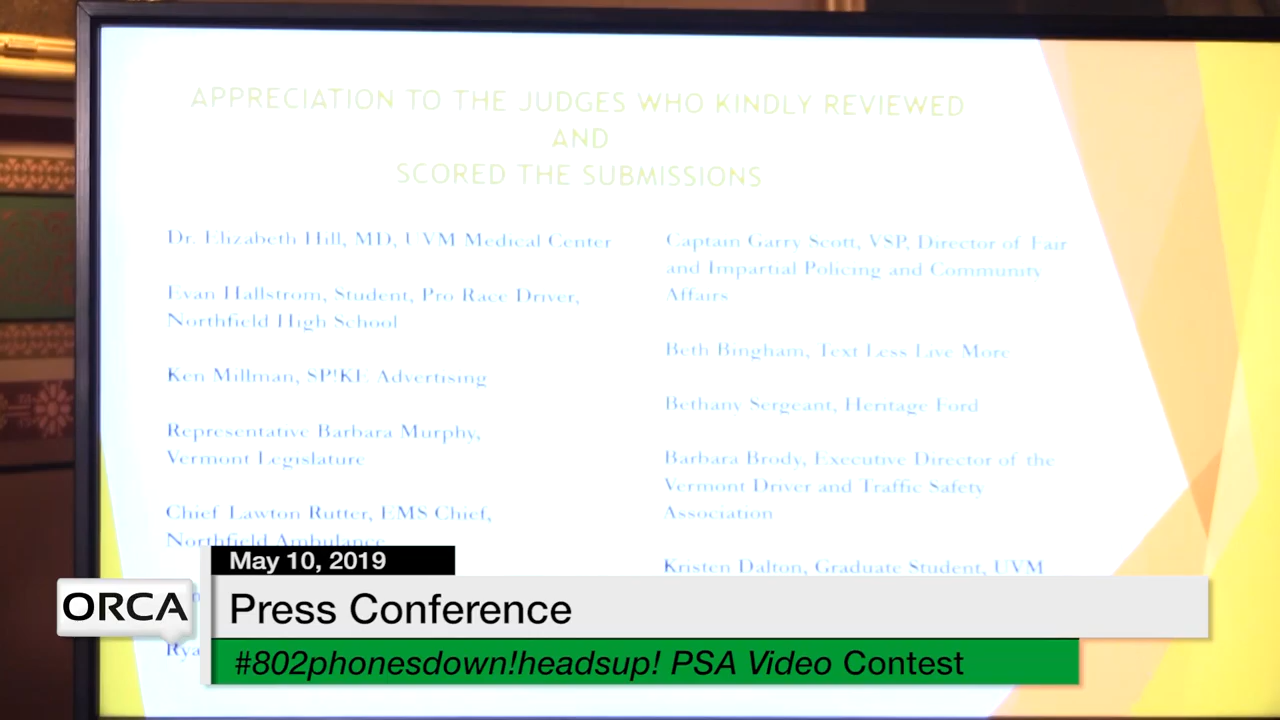 APPRECIATION TO THE JUDGES WHO KINDLY REVIEWED
AND
SCORED THE SUBMISSIONS
Dr. Elizabeth Hill, MD, UVM Medical Center
Evan Hallstrom, Student, Pro Race Driver,
Northfield High School
Ken Millman, SP!KE Advertising
Representative Barbara Murphy,
Vermont Legislature
Chief Lawton Rutter, EMS Chief,
Northfield Ambulance
Captain Garry Scott, VSP, Director of Fair
and Impartial Policing and Community
Affairs
Beth Bingham, Text Less Live More
Bethany Sergeant, Heritage Ford
Barbara Brody, Executive Director of the
Vermont Driver and Traffic Safety
Association
Kristen Dalton, Graduate Student, UVM
May 10, 2019
ORCA
Press Conference
#802phonesdown!headsup! PSA Video Contest